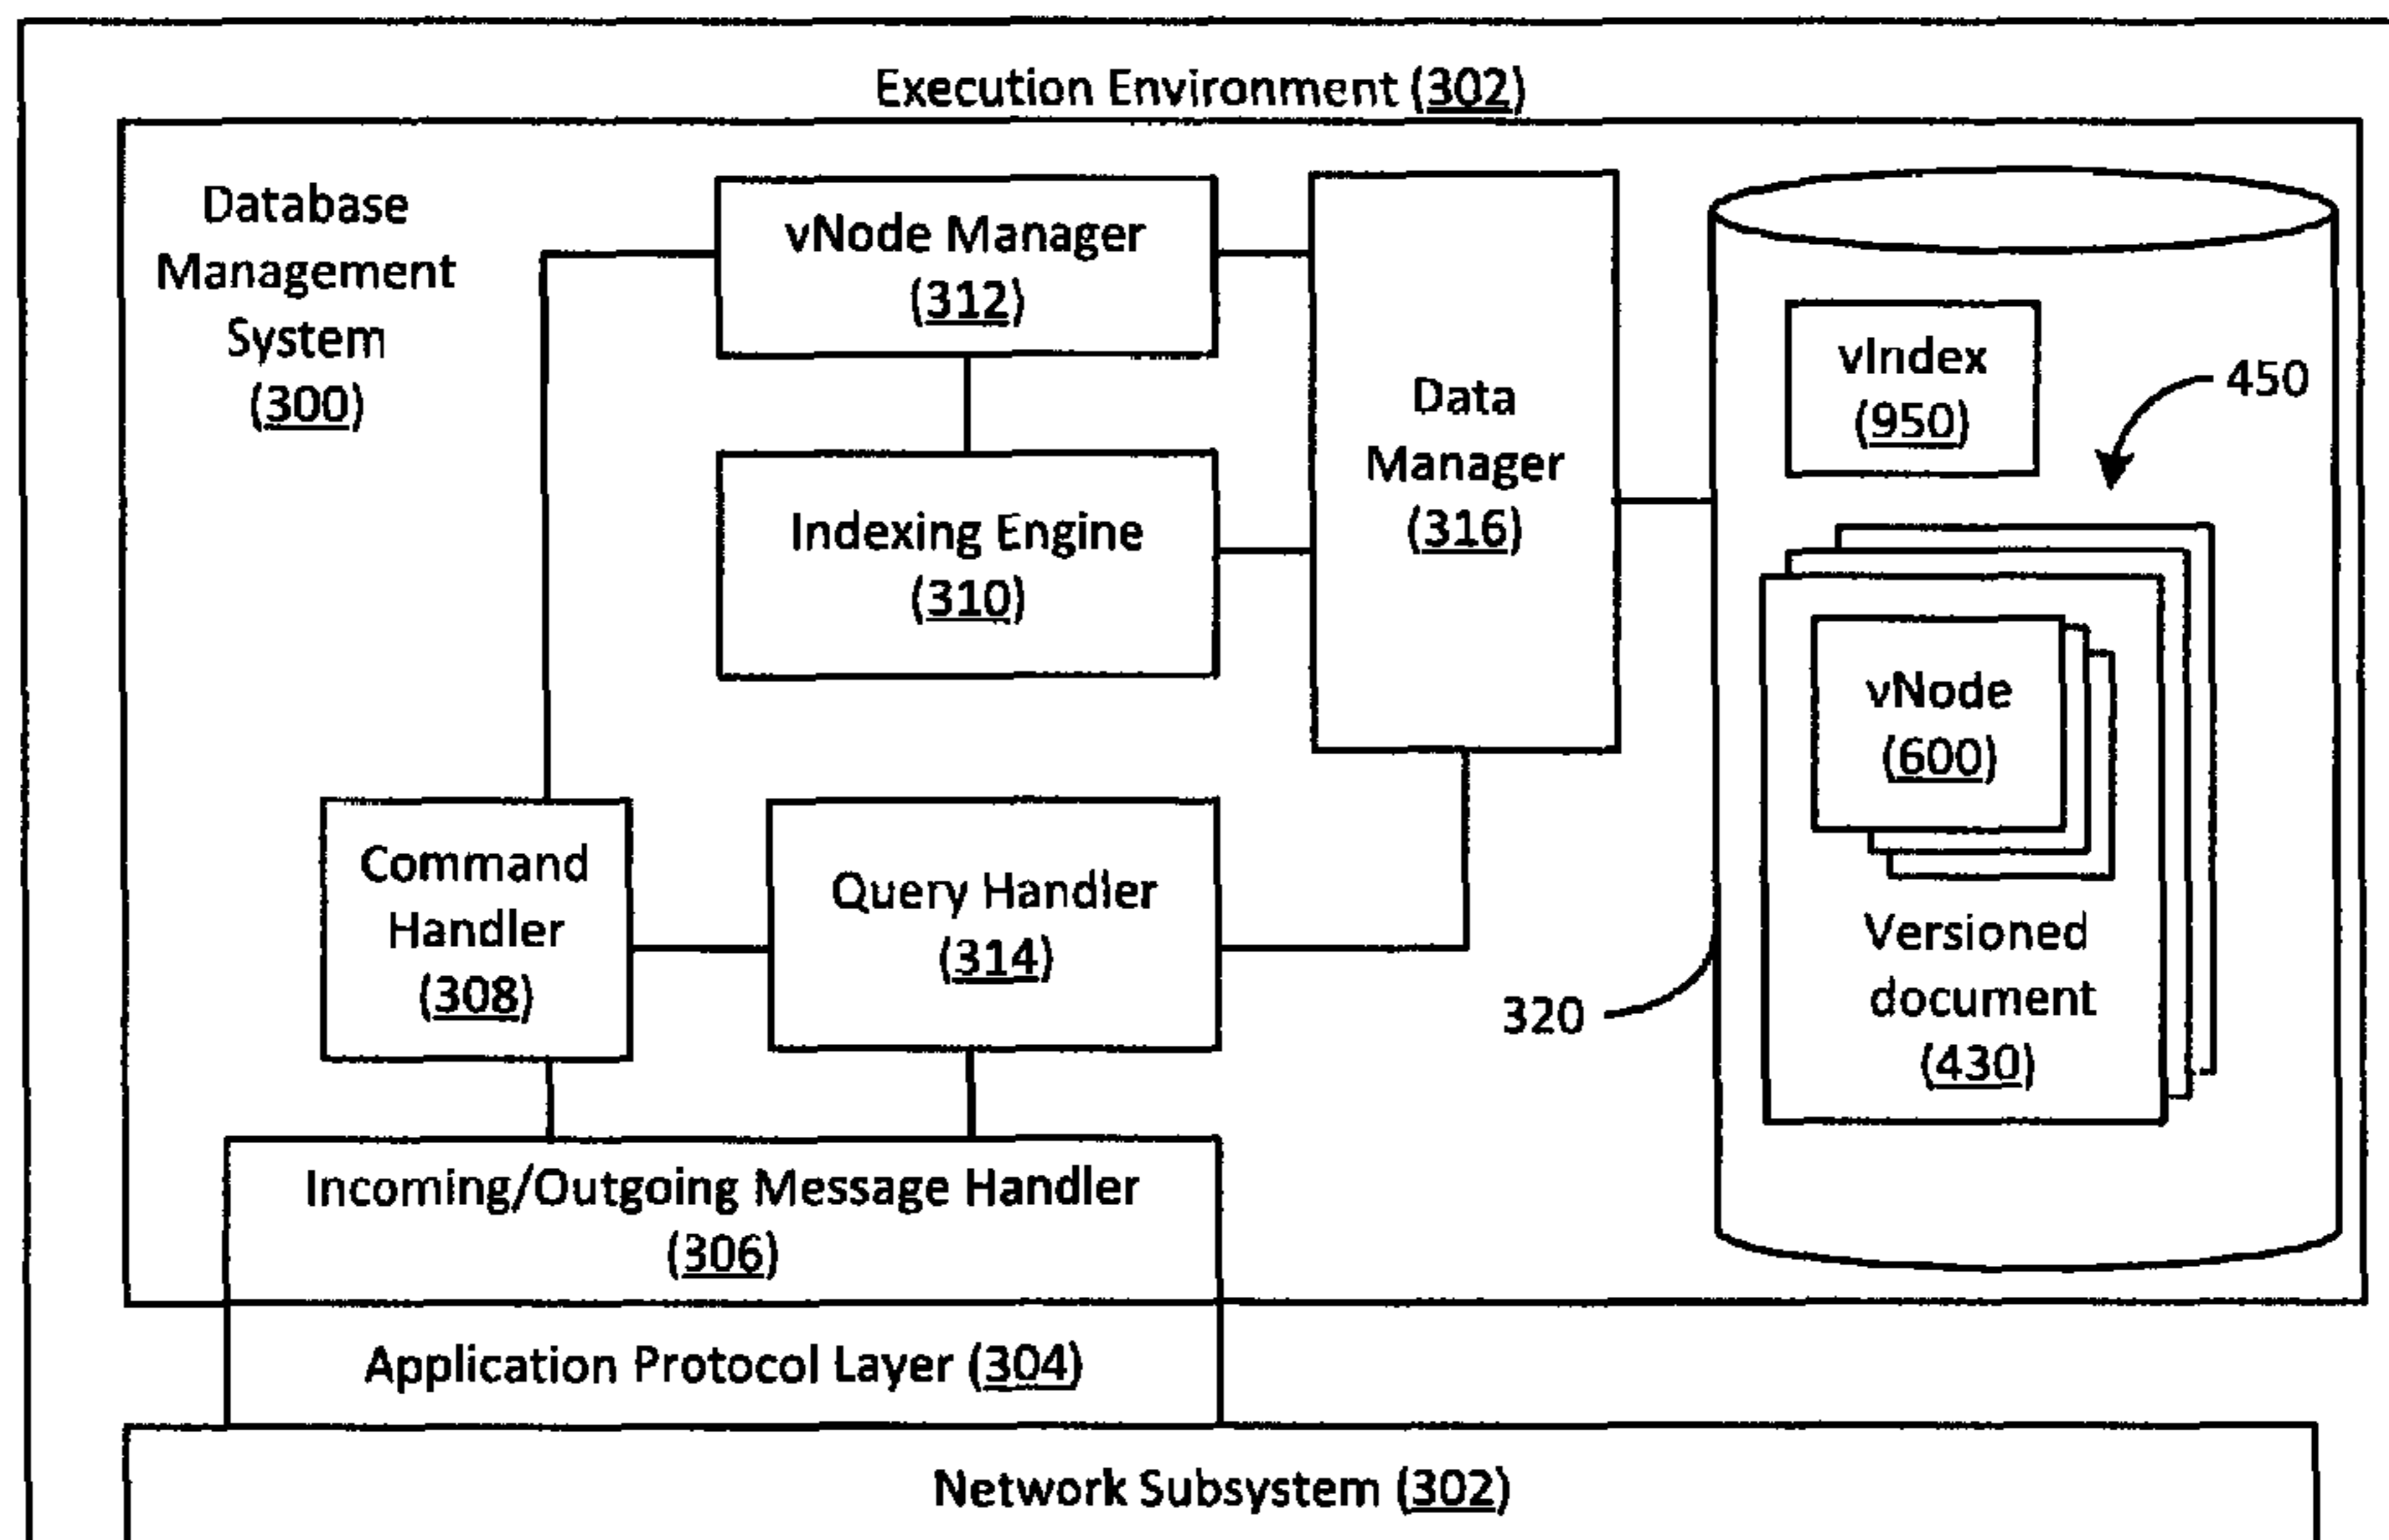 Execution Environment (302)
Database
Management
System
(300)
vNode Manager
(312)
Indexing Engine
(310)
Data
Manager
(316)
vIndex
(950)
450
vNode
(600)
Versioned
document
(430)
320
Command
Handler
(308)
Query Handler
(314)
Incoming/Outgoing Message Handler
(306)
Application Protocol Layer (304)
Network Subsystem (302)